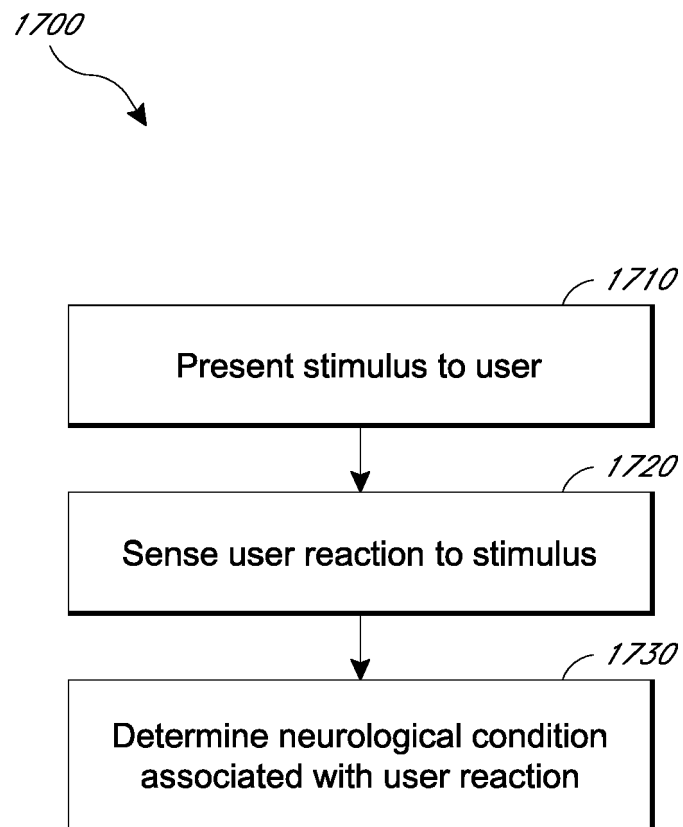 1700
1710
Present stimulus to user
1720
Sense user reaction to stimulus
1730
Determine neurological condition
associated with user reaction